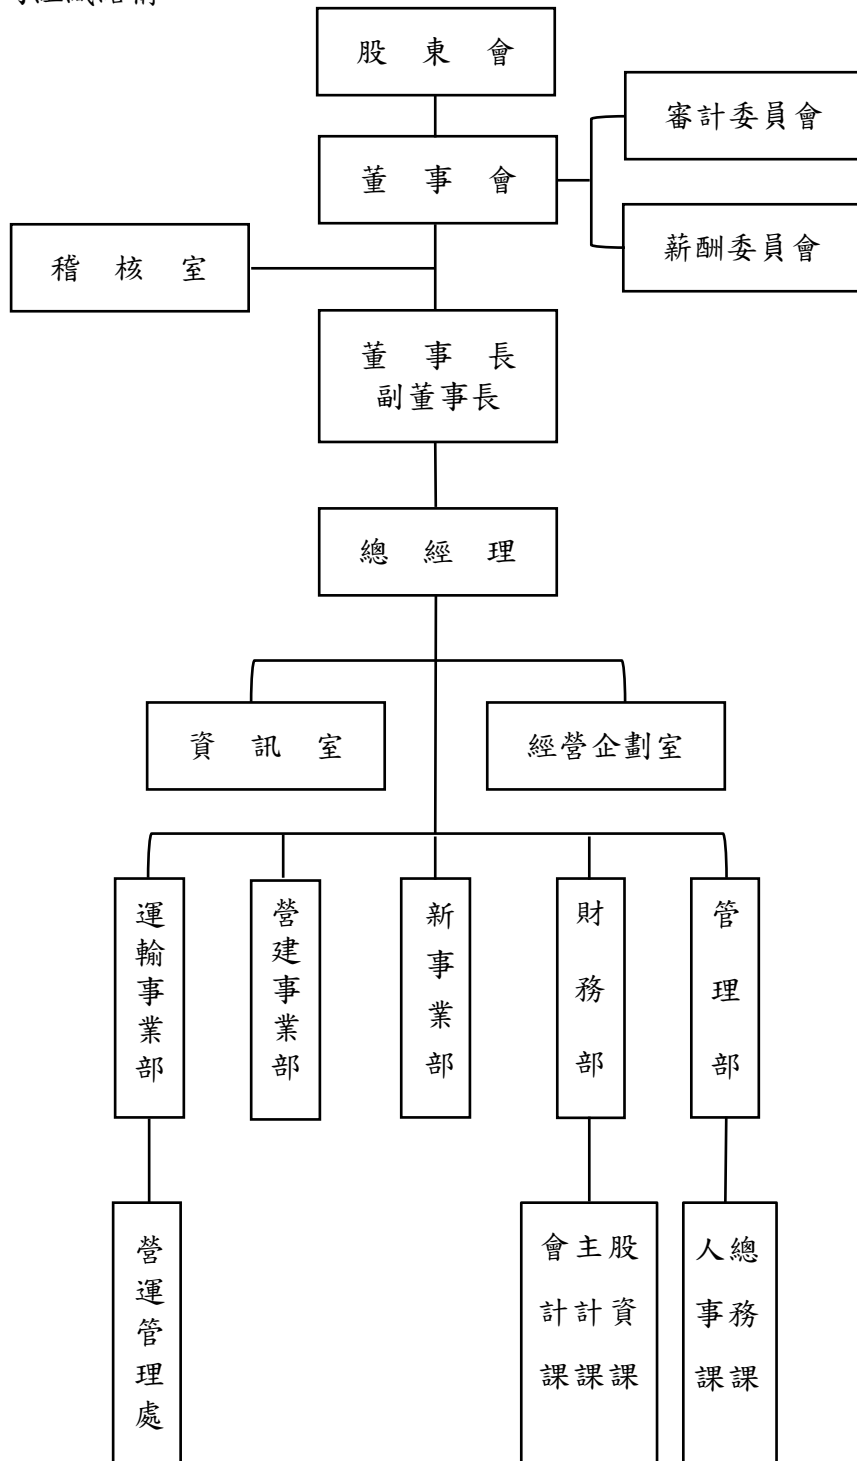 股東會
審計委員會
董事會
薪酬委員會
稽核室
董事長
副董事長
總經理
資訊室
經營企劃室
運輸事業部
營建事業部
新事業部
財務部
管理部
營運管理處
股資課
主計課
會計課
總務課
人事課